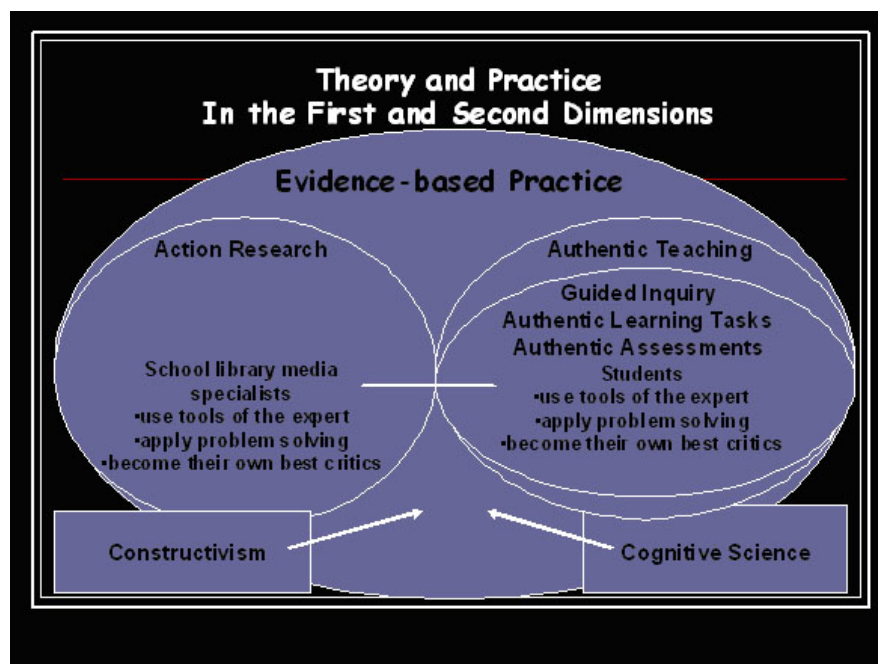 Theory and Practice
In the First and Second Dimensions
Evidence-based Practice
Action Research
School library media
specialists
•use tools of the expert
•apply problem solving
•become their own best critics
Authentic Teaching
Guided Inquiry
Authentic Learning Tasks
Authentic Assessments
Students
•use tools of the expert
•apply problem solving
•become their own best critics
Constructivism
Cognitive Science